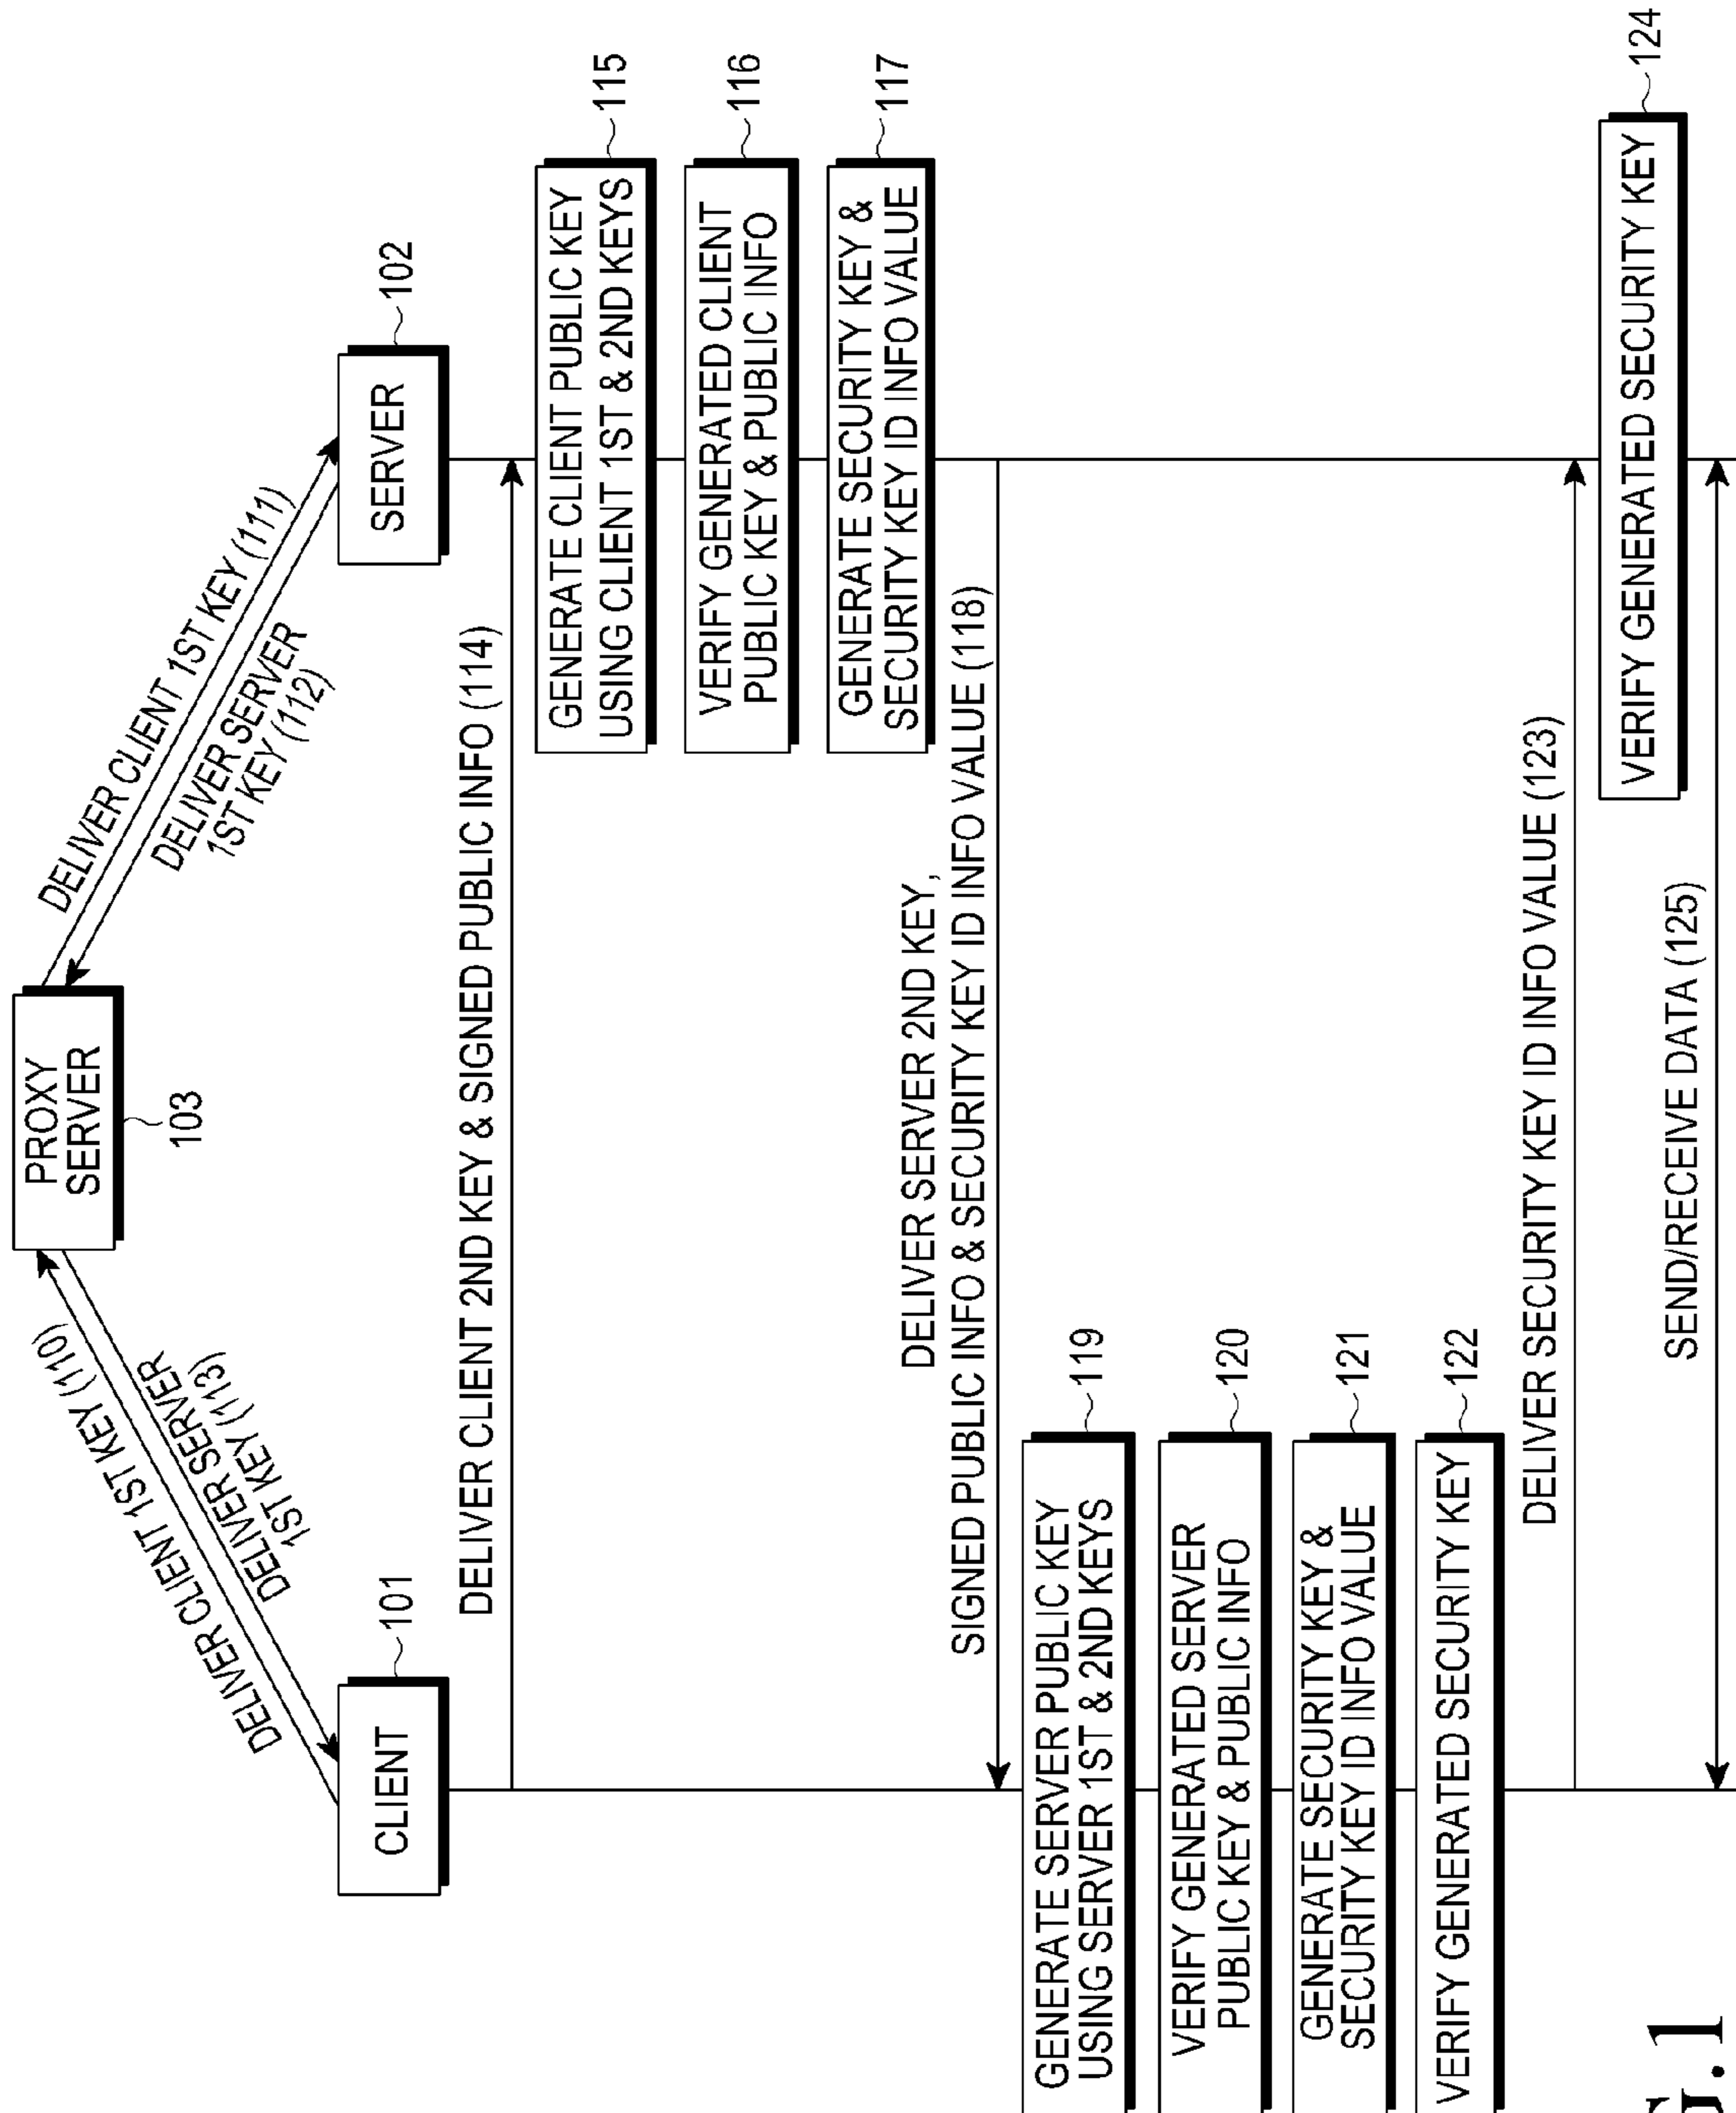 PROXY
SERVER
103
DELIVER CLIENT 1ST KEY (110)
DELIVER SERVER
1ST KEY (113)
DELIVER CLIENT 1ST KEY (111)
DELIVER SERVER
1ST KEY (112)
CLIENT
101
SERVER
102
DELIVER CLIENT 2ND KEY & SIGNED PUBLIC INFO (114)
GENERATE CLIENT PUBLIC KEY
USING CLIENT 1ST & 2ND KEYS
115
VERIFY GENERATED CLIENT
PUBLIC KEY & PUBLIC INFO
116
GENERATE SECURITY KEY &
SECURITY KEY ID INFO VALUE
117
DELIVER SERVER 2ND KEY,
SIGNED PUBLIC INFO & SECURITY KEY ID INFO VALUE (118)
GENERATE SERVER PUBLIC KEY
USING SERVER 1ST & 2ND KEYS
119
VERIFY GENERATED SERVER
PUBLIC KEY & PUBLIC INFO
120
GENERATE SECURITY KEY &
SECURITY KEY ID INFO VALUE
121
VERIFY GENERATED SECURITY KEY
122
DELIVER SECURITY KEY ID INFO VALUE (123)
VERIFY GENERATED SECURITY KEY
124
SEND/RECEIVE DATA (125)
G.1